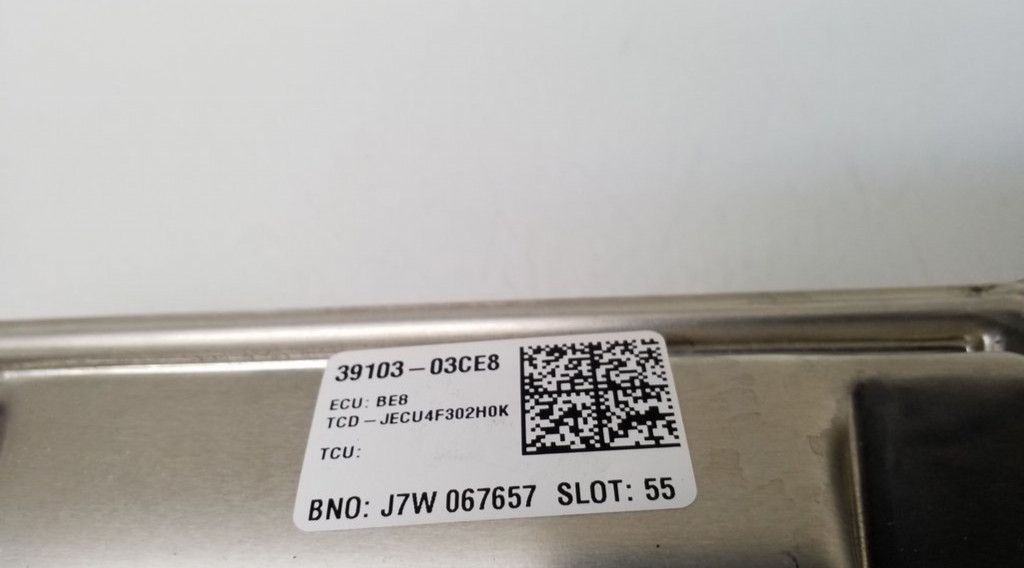 39103-03CE8
ECU: BE8
TCD-JECU4F302H0K
TCU:
BNO: J7W 067657 SLOT: 55